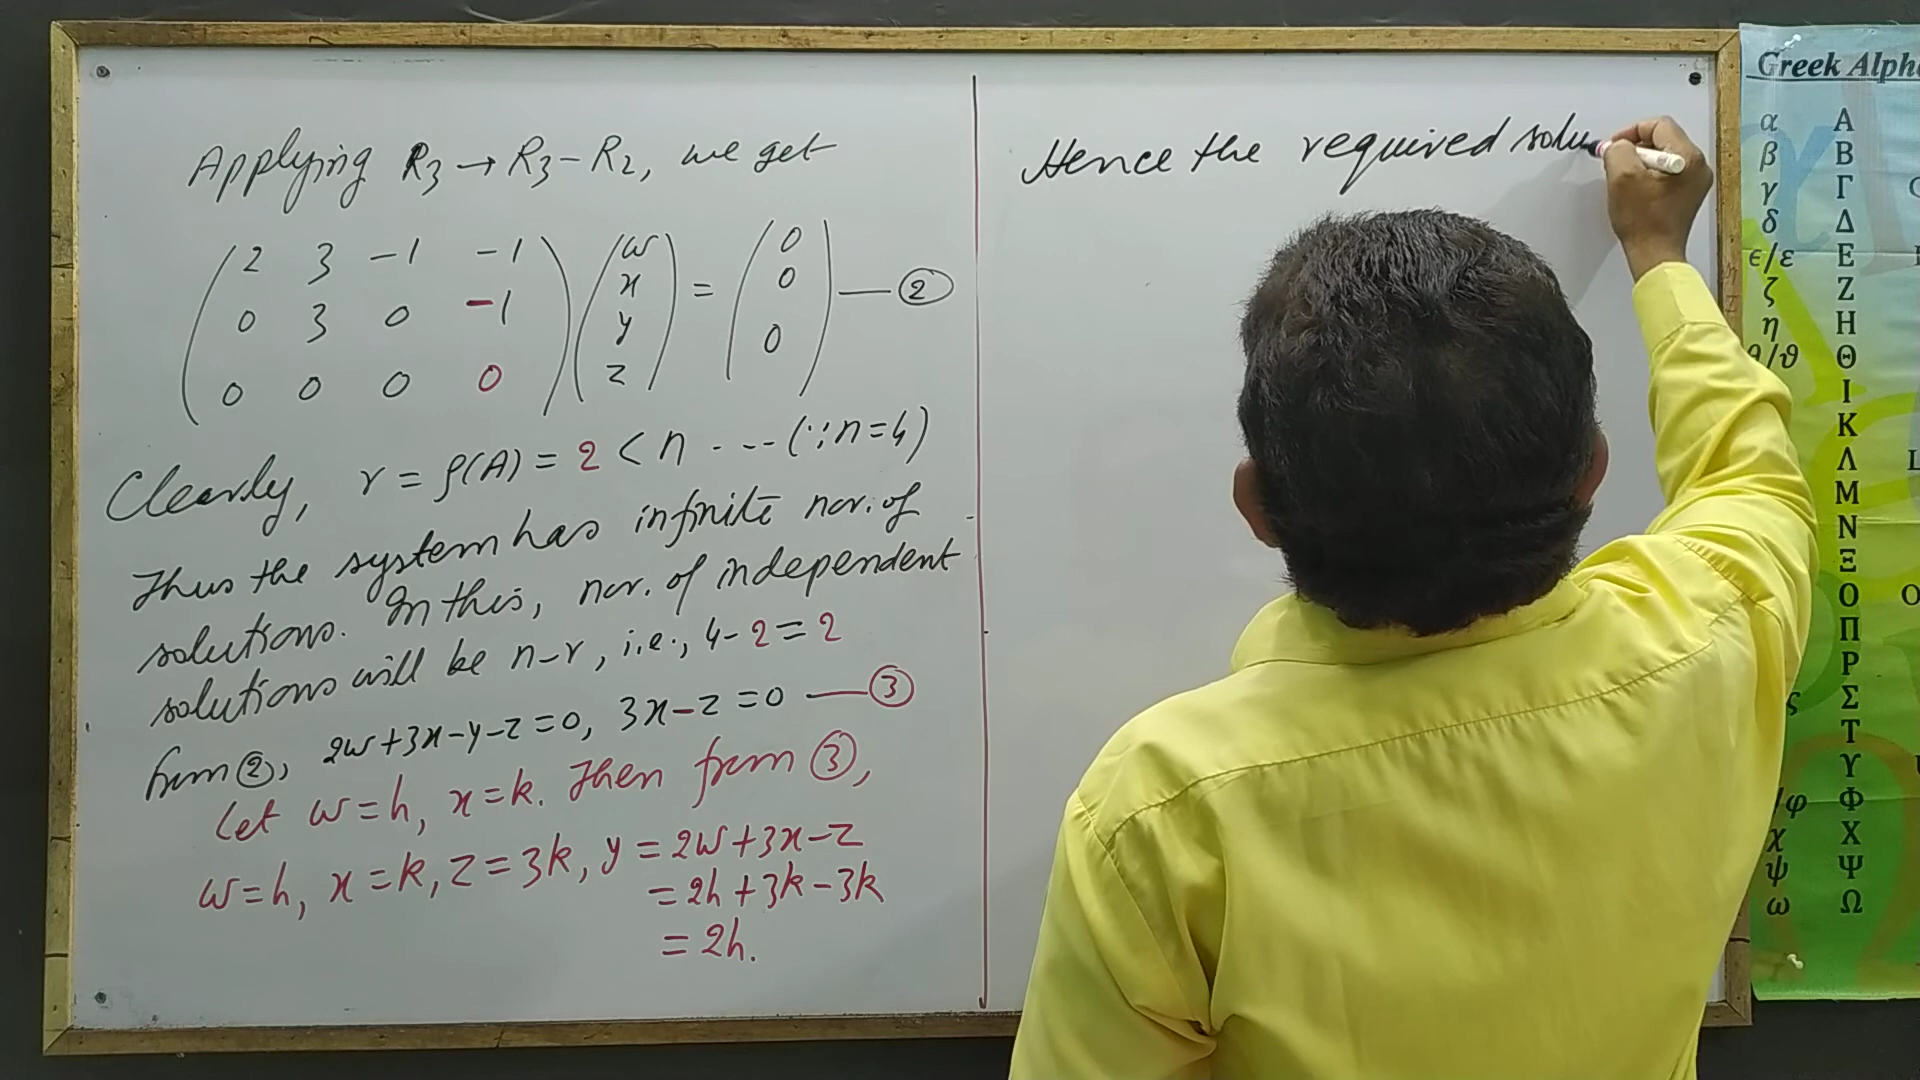 Applying R3 → R3 - R2, we get
2 3 -1 -1 w 0
0 3 0 -1 x = 0 — ②
y
0 0 0 0 z 0
Clearly, r = ρ(A) = 2 < n ... (∵ n=4)
Thus the system has infinite nor. of
solutions. In this, nor. of independent
solutions will be n-r, i.e., 4-2=2
from ②, 2w+3x-y-z=0, 3x-z=0 — ③
Let w=h, x=k. Then from ③,
w=h, x=k, z=3k, y=2w+3x-z
=2h+3k-3k
=2h.
Hence the required solu
Greek Alpha
α Α
β Β
γ Γ
δ Δ
ϵ/ε Ε
ζ Ζ
η Η
θ/ϑ Θ
Ι
Κ
Λ
Μ
Ν
Ξ
Ο
Π
Ρ
ς Σ
Τ
Υ
/φ Φ
χ Χ
ψ Ψ
ω Ω